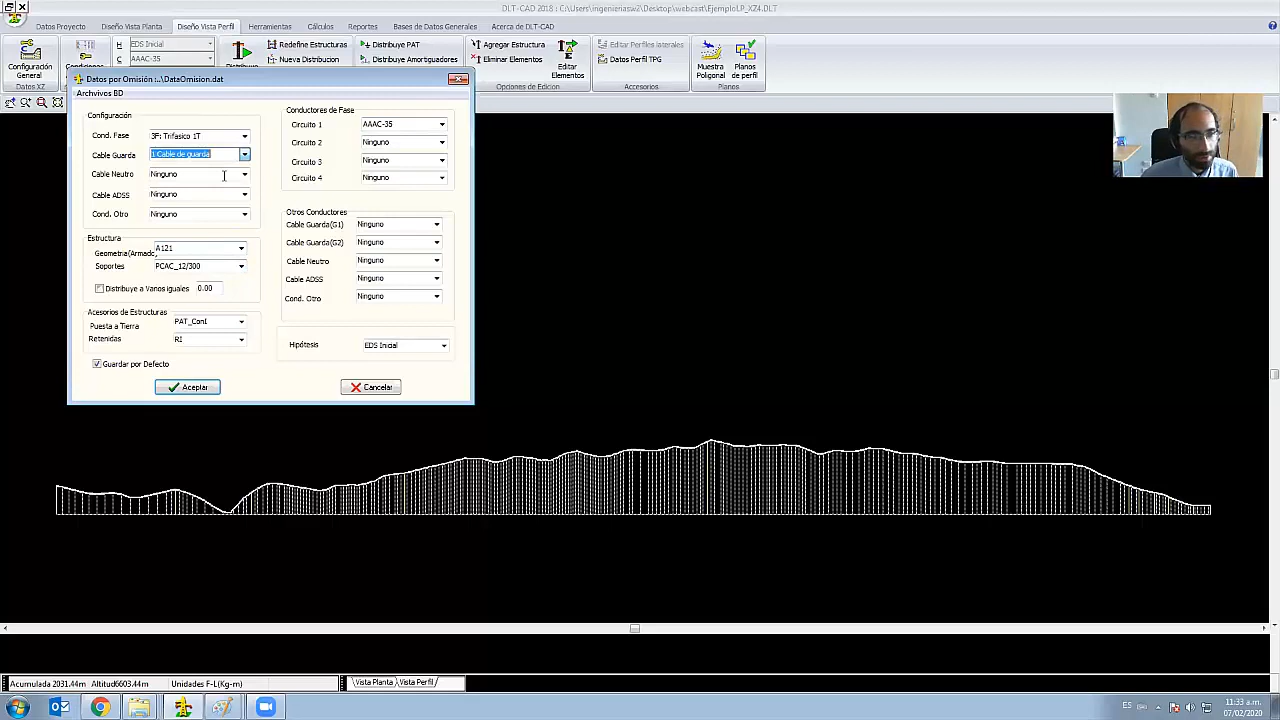 DLT-CAD 2018 : C:\Users\ingenieriasw2\Desktop\webcast\EjemploLP_XZ4.DLT
Datos Proyecto
Diseño Vista Planta
Diseño Vista Perfil
Herramientas
Cálculos
Reportes
Bases de Datos Generales
Acerca de DLT-CAD
Configurar
General
Datos XZ
H
EDS Inicial
C
AAAC-35
Redefine Estructuras
Nueva Distribucion
Distribuye PAT
Distribuye Amortiguadores
Agregar Estructura
Eliminar Elementos
Editar
Elementos
Opciones de Edicion
Editar Perfiles laterales
Datos Perfil TPG
Accesorios
Muestra
Poligonal
Planos
de perfil
Planos
Datos por Omisión :..\DataOmision.dat
Archvivos BD
Configuración
Cond. Fase
3F: Trifasico 1T
Cable Guarda
1 Cable de guarda
Cable Neutro
Ninguno
Cable ADSS
Ninguno
Cond. Otro
Ninguno
Estructura
Geometria(Armado)
A121
Soportes
PCAC_12/300
Distribuye a Vanos iguales
0.00
Acesorios de Estructuras
Puesta a Tierra
PAT_Con1
Retenidas
RI
Guardar por Defecto
Aceptar
Conductores de Fase
Circuito 1
AAAC-35
Circuito 2
Ninguno
Circuito 3
Ninguno
Circuito 4
Ninguno
Otros Conductores
Cable Guarda(G1)
Ninguno
Cable Guarda(G2)
Ninguno
Cable Neutro
Ninguno
Cable ADSS
Ninguno
Cond. Otro
Ninguno
Hipótesis
EDS Inicial
Cancelar
Acumulada 2031.44m
Altitud6603.44m
Unidades F-L(Kg-m)
Vista Planta
Vista Perfil
ES
11:33 a.m.
07/02/2020